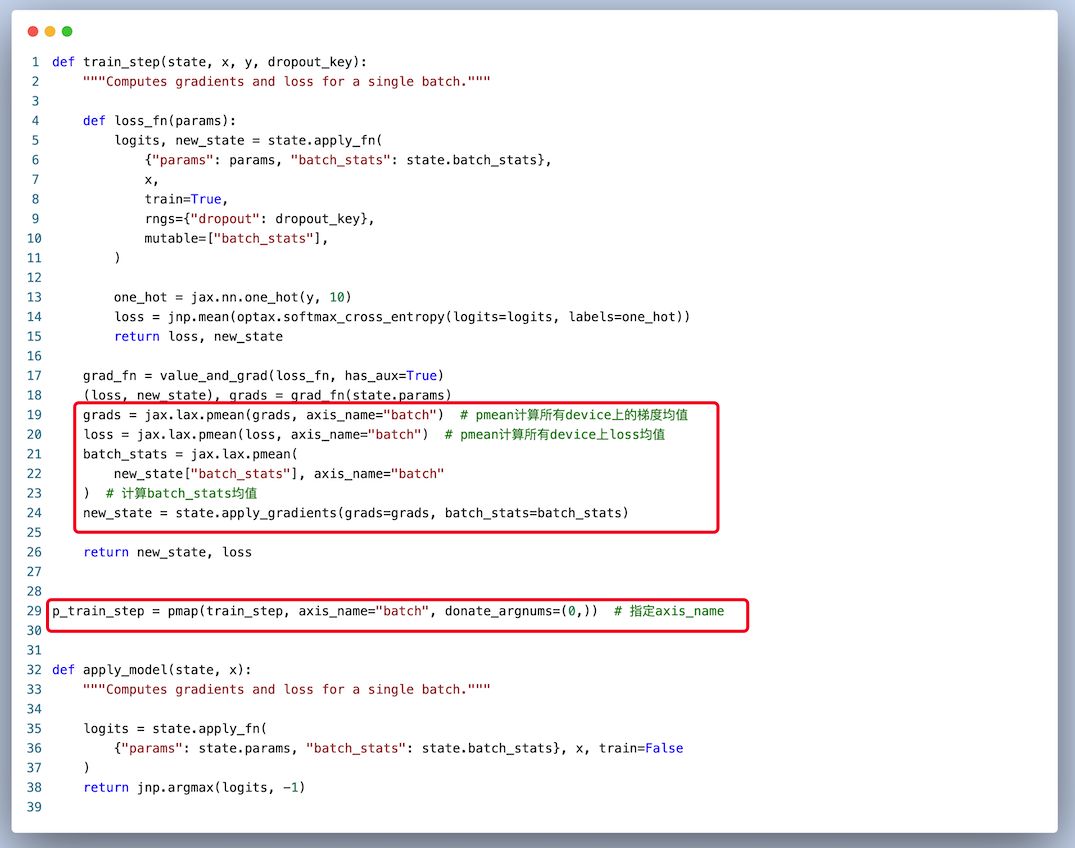 1 def train_step(state, x, y, dropout_key):
2     """Computes gradients and loss for a single batch."""
3
4     def loss_fn(params):
5         logits, new_state = state.apply_fn(
6             {"params": params, "batch_stats": state.batch_stats},
7             x,
8             train=True,
9             rngs={"dropout": dropout_key},
10             mutable=["batch_stats"],
11         )
12
13         one_hot = jax.nn.one_hot(y, 10)
14         loss = jnp.mean(optax.softmax_cross_entropy(logits=logits, labels=one_hot))
15         return loss, new_state
16
17     grad_fn = value_and_grad(loss_fn, has_aux=True)
18     (loss, new_state), grads = grad_fn(state.params)
19     grads = jax.lax.pmean(grads, axis_name="batch")  # pmean计算所有device上的梯度均值
20     loss = jax.lax.pmean(loss, axis_name="batch")  # pmean计算所有device上loss均值
21     batch_stats = jax.lax.pmean(
22         new_state["batch_stats"], axis_name="batch"
23     )  # 计算batch_stats均值
24     new_state = state.apply_gradients(grads=grads, batch_stats=batch_stats)
25
26     return new_state, loss
27
28
29 p_train_step = pmap(train_step, axis_name="batch", donate_argnums=(0,))  # 指定axis_name
30
31
32 def apply_model(state, x):
33     """Computes gradients and loss for a single batch."""
34
35     logits = state.apply_fn(
36         {"params": state.params, "batch_stats": state.batch_stats}, x, train=False
37     )
38     return jnp.argmax(logits, -1)
39